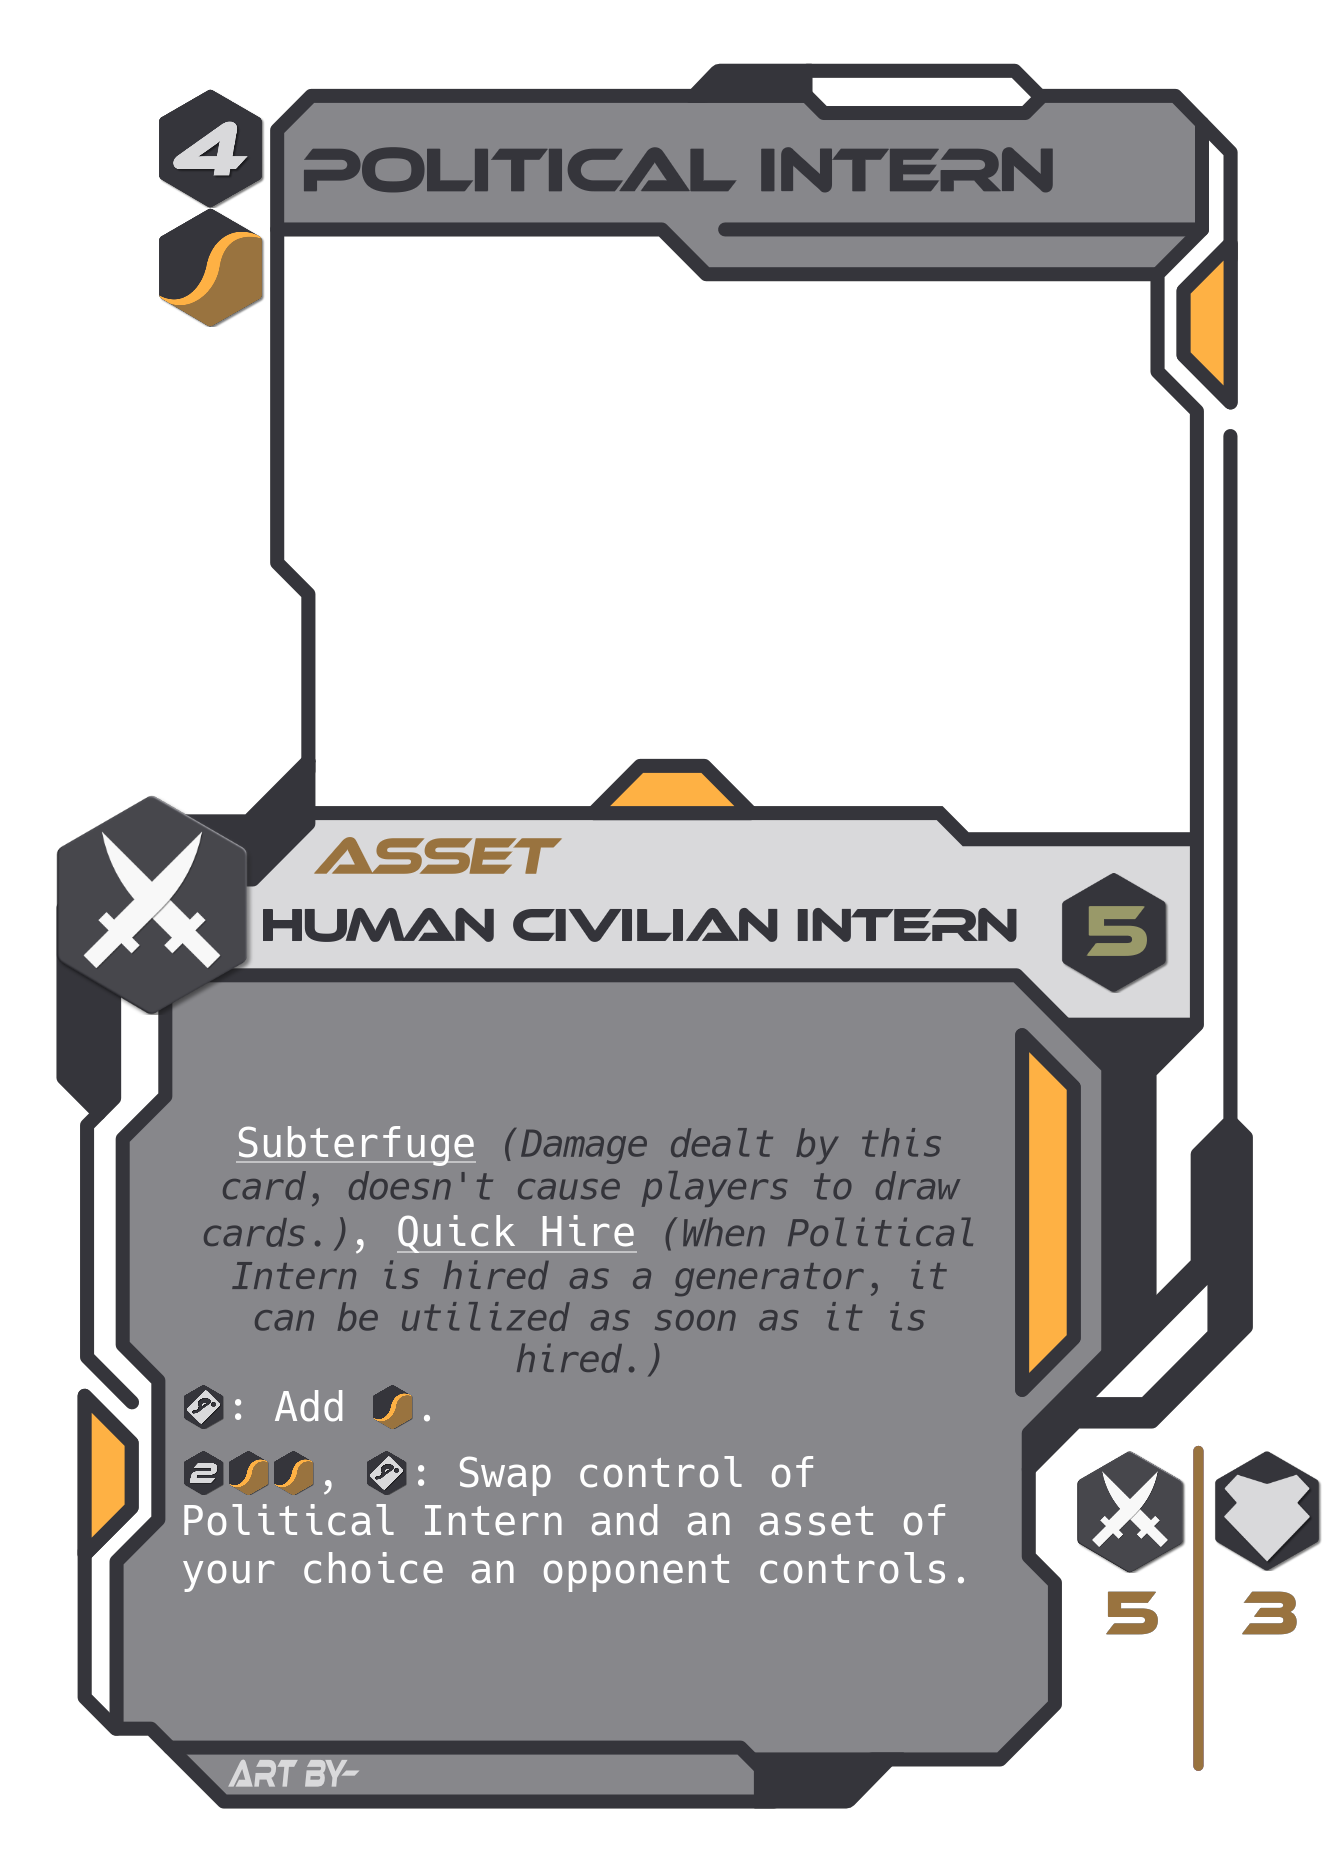 4
POLITICAL INTERN
ASSET
HUMAN CIVILIAN INTERN
5
Subterfuge (Damage dealt by this
card, doesn't cause players to draw
cards.), Quick Hire (When Political
Intern is hired as a generator, it
can be utilized as soon as it is
hired.)
: Add .
2, : Swap control of
Political Intern and an asset of
your choice an opponent controls.
5 3
ART BY-